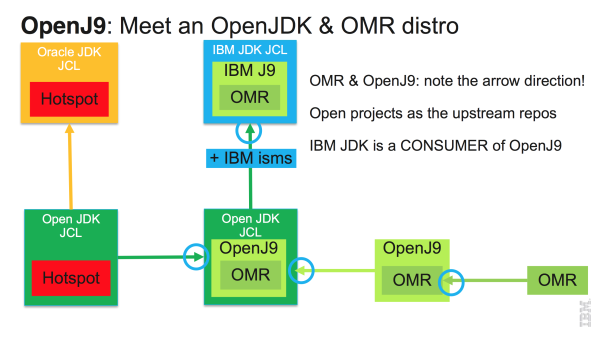 OpenJ9: Meet an OpenJDK & OMR distro
Oracle JDK
JCL
Hotspot
IBM JDK JCL
IBM J9
OMR
OMR & OpenJ9: note the arrow direction!
Open projects as the upstream repos
IBM JDK is a CONSUMER of OpenJ9
+ IBM isms
Open JDK
JCL
Hotspot
Open JDK
JCL
OpenJ9
OMR
OpenJ9
OMR
OMR
IBM